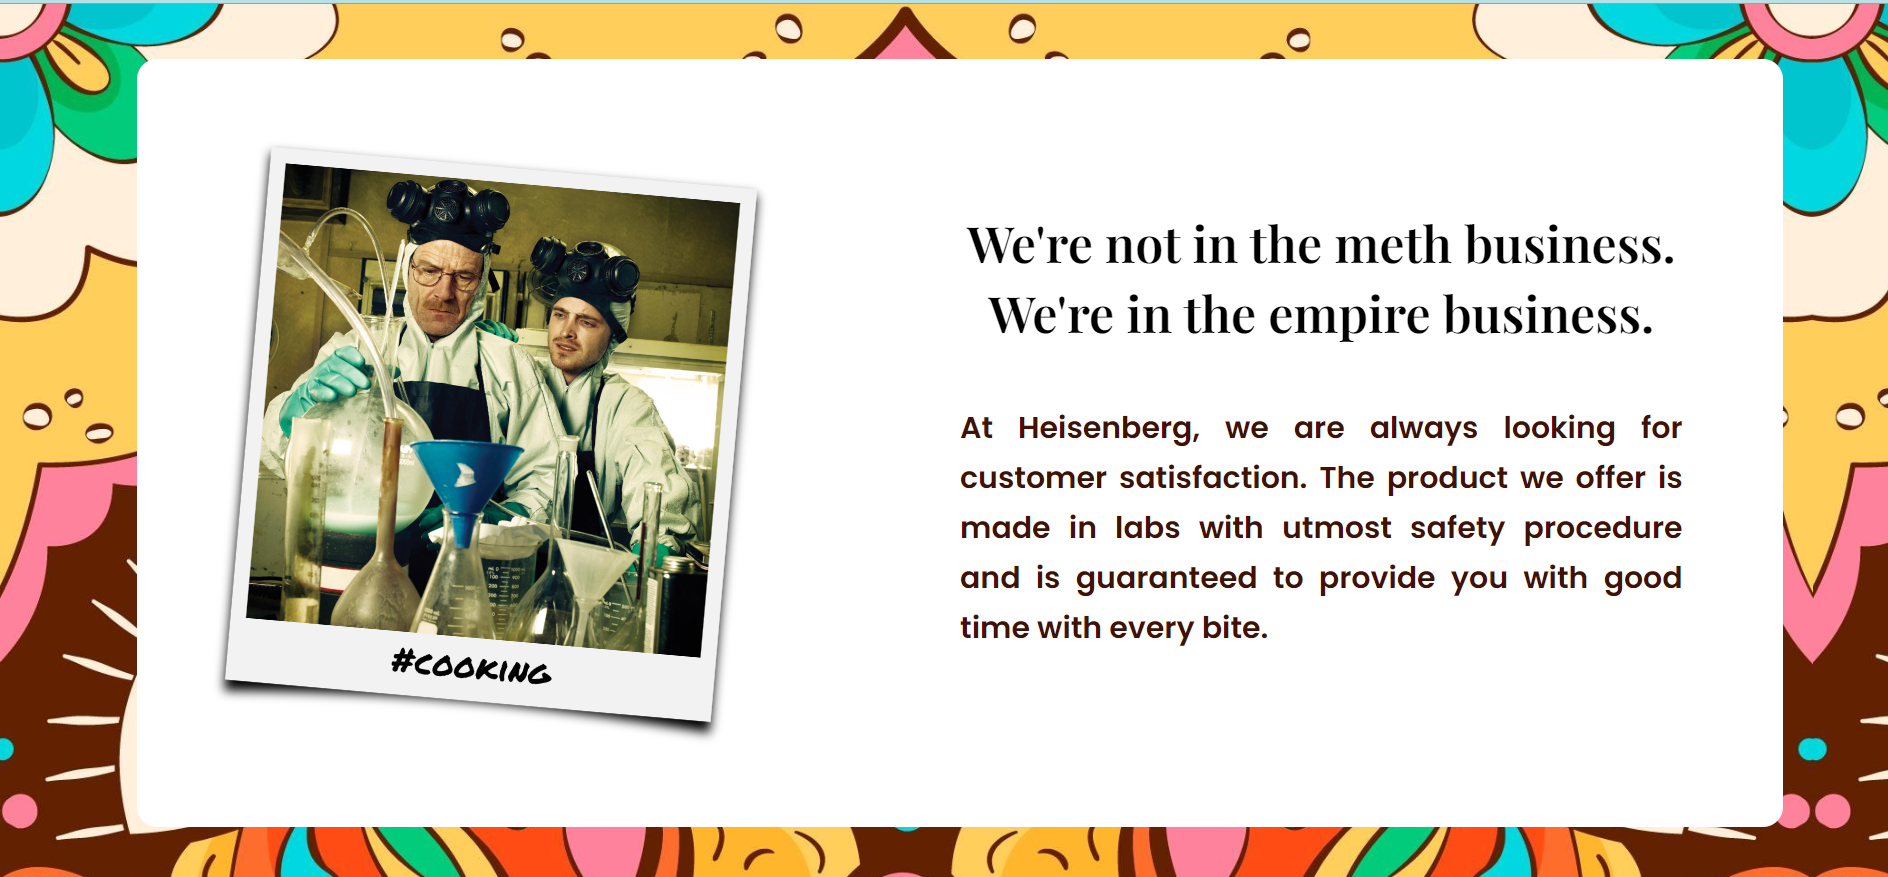 We're not in the meth business.
We're in the empire business.
At Heisenberg, we are always looking for
customer satisfaction. The product we offer is
made in labs with utmost safety procedure
and is guaranteed to provide you with good
time with every bite.
#COOKING